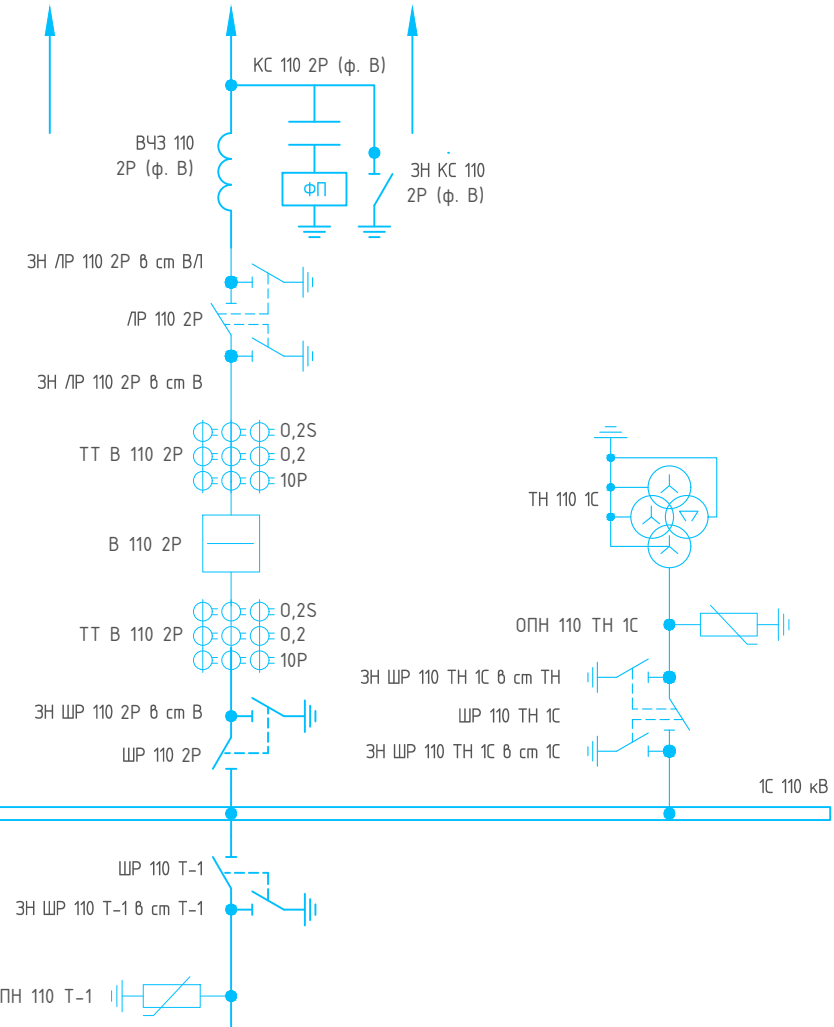 КС 110 2Р (ф. В)
ВЧЗ 110
2Р (ф. В)
ФП
ЗН КС 110
2Р (ф. В)
ЗН ЛР 110 2Р в ст ВЛ
ЛР 110 2Р
ЗН ЛР 110 2Р в ст В
ТТ В 110 2Р
0,2S
0,2
10Р
ТН 110 1С
В 110 2Р
ТТ В 110 2Р
0,2S
0,2
10Р
ОПН 110 ТН 1С
ЗН ШР 110 ТН 1С в ст ТН
ЗН ШР 110 2Р в ст В
ШР 110 ТН 1С
ШР 110 2Р
ЗН ШР 110 ТН 1С в ст 1С
1С 110 кВ
ШР 110 Т-1
ЗН ШР 110 Т-1 в ст Т-1
ПН 110 Т-1